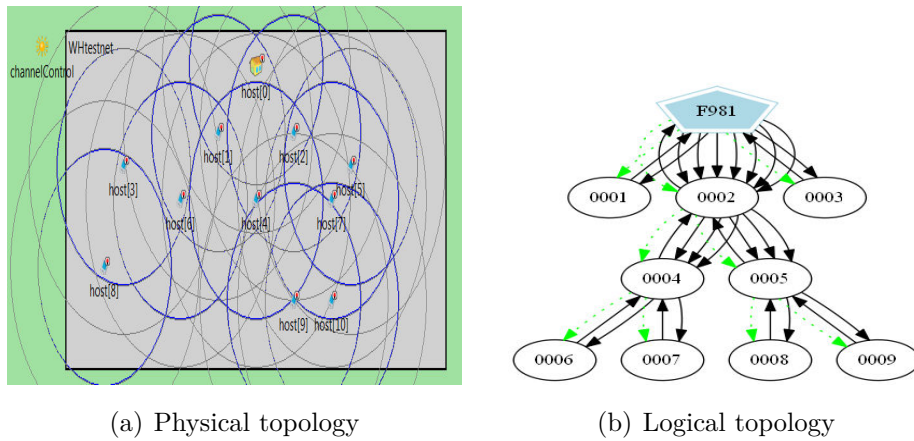 WHtestnet
channelControl
host[0]
host[1]
host[2]
host[3]
host[5]
host[6]
host[4]
host[7]
host[8]
host[9]
host[10]
(a) Physical topology
F981
0001
0002
0003
0004
0005
0006
0007
0008
0009
(b) Logical topology